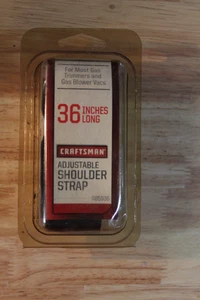 For Most Gas
Trimmers and
Gas Blower Vacs
36 INCHES
LONG
CRAFTSMAN
ADJUSTABLE
SHOULDER
STRAP